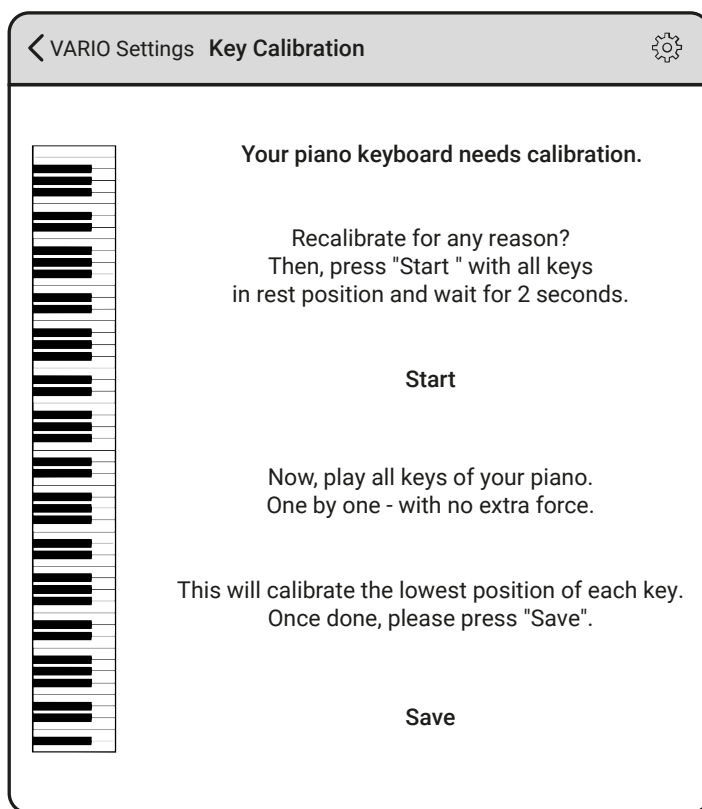 VARIO Settings Key Calibration
Your piano keyboard needs calibration.
Recalibrate for any reason?
Then, press "Start " with all keys
in rest position and wait for 2 seconds.
Start
Now, play all keys of your piano.
One by one - with no extra force.
This will calibrate the lowest position of each key.
Once done, please press "Save".
Save